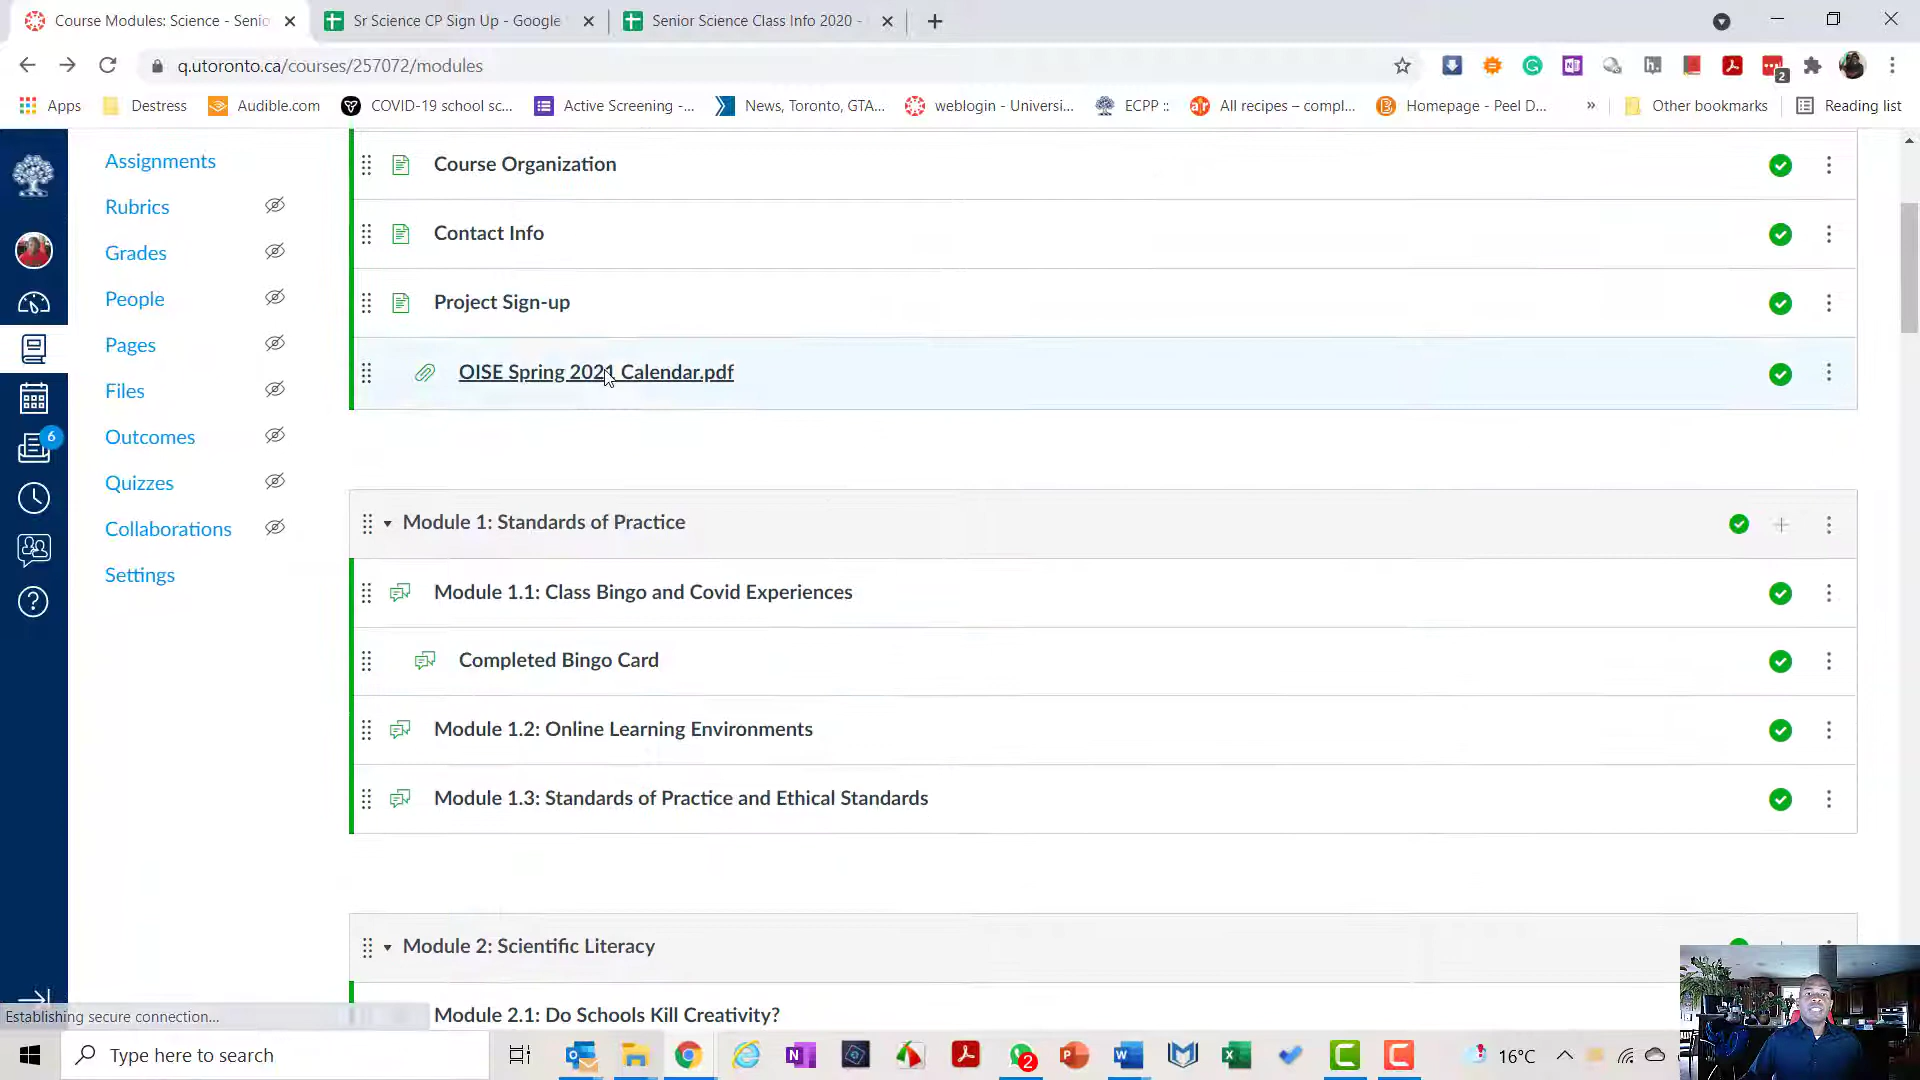 Course Modules: Science - Senio
Sr Science CP Sign Up - Google
Senior Science Class Info 2020 -
q.utoronto.ca/courses/257072/modules
2
Apps
Destress
Audible.com
COVID-19 school sc...
Active Screening -...
News, Toronto, GTA...
weblogin - Universi...
ECPP ::
All recipes – compl...
Homepage - Peel D...
»
Other bookmarks
Reading list
Assignments
Rubrics
Grades
People
Pages
Files
Outcomes
Quizzes
Collaborations
Settings
6
Course Organization
Contact Info
Project Sign-up
OISE Spring 2021 Calendar.pdf
Module 1: Standards of Practice
Module 1.1: Class Bingo and Covid Experiences
Completed Bingo Card
Module 1.2: Online Learning Environments
Module 1.3: Standards of Practice and Ethical Standards
Module 2: Scientific Literacy
Module 2.1: Do Schools Kill Creativity?
Establishing secure connection...
Type here to search
2
16°C